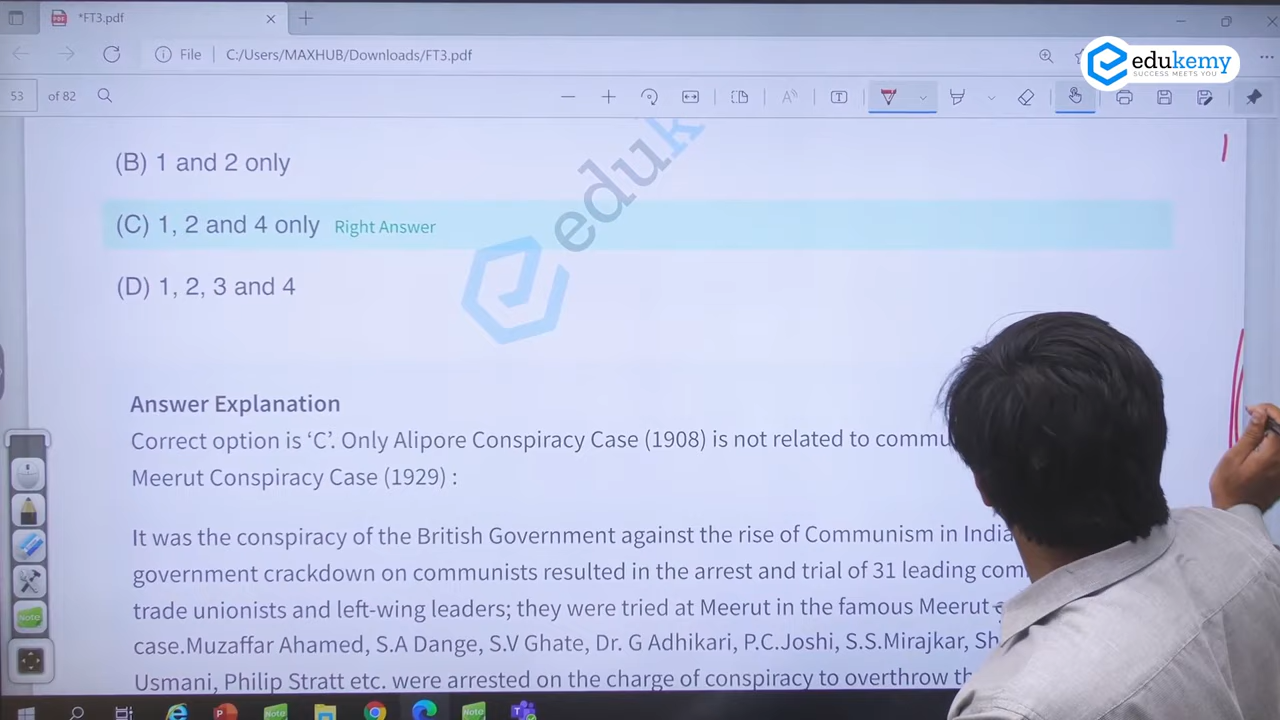 *FT3.pdf
File C:/Users/MAXHUB/Downloads/FT3.pdf
edukemy
SUCCESS MEETS YOU
53 of 82
(B) 1 and 2 only
eduk
(C) 1, 2 and 4 only Right Answer
(D) 1, 2, 3 and 4
Answer Explanation
Correct option is ‘C’. Only Alipore Conspiracy Case (1908) is not related to commu
Meerut Conspiracy Case (1929) :
It was the conspiracy of the British Government against the rise of Communism in India
government crackdown on communists resulted in the arrest and trial of 31 leading com
trade unionists and left-wing leaders; they were tried at Meerut in the famous Meerut
case.Muzaffar Ahamed, S.A Dange, S.V Ghate, Dr. G Adhikari, P.C.Joshi, S.S.Mirajkar, Sh
Usmani, Philip Stratt etc. were arrested on the charge of conspiracy to overthrow th
Note
Note
Note